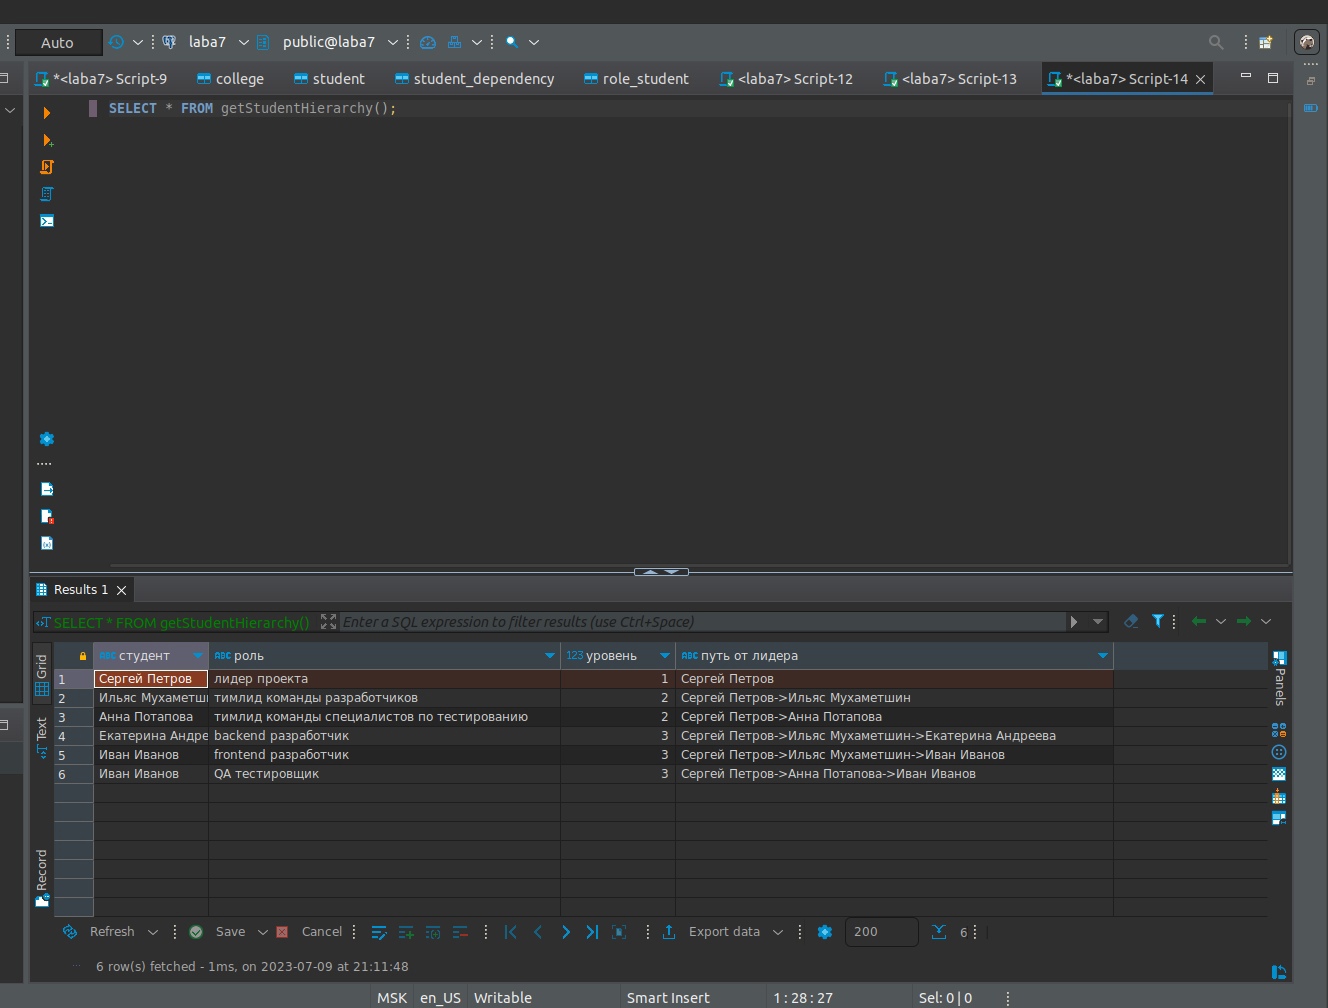 Auto laba7 public@laba7
*<laba7> Script-9 college student student_dependency role_student <laba7> Script-12 <laba7> Script-13 *<laba7> Script-14
SELECT * FROM getStudentHierarchy();
Results 1
SELECT * FROM getStudentHierarchy() Enter a SQL expression to filter results (use Ctrl+Space)
Grid
Text
Record
Panels
ABC студент ABC роль 123 уровень ABC путь от лидера
1 Сергей Петров лидер проекта 1 Сергей Петров
2 Ильяс Мухаметш тимлид команды разработчиков 2 Сергей Петров->Ильяс Мухаметшин
3 Анна Потапова тимлид команды специалистов по тестированию 2 Сергей Петров->Анна Потапова
4 Екатерина Андре backend разработчик 3 Сергей Петров->Ильяс Мухаметшин->Екатерина Андреева
5 Иван Иванов frontend разработчик 3 Сергей Петров->Ильяс Мухаметшин->Иван Иванов
6 Иван Иванов QA тестировщик 3 Сергей Петров->Анна Потапова->Иван Иванов
Refresh Save Cancel Export data 200 6
6 row(s) fetched - 1ms, on 2023-07-09 at 21:11:48
MSK en_US Writable Smart Insert 1 : 28 : 27 Sel: 0 | 0